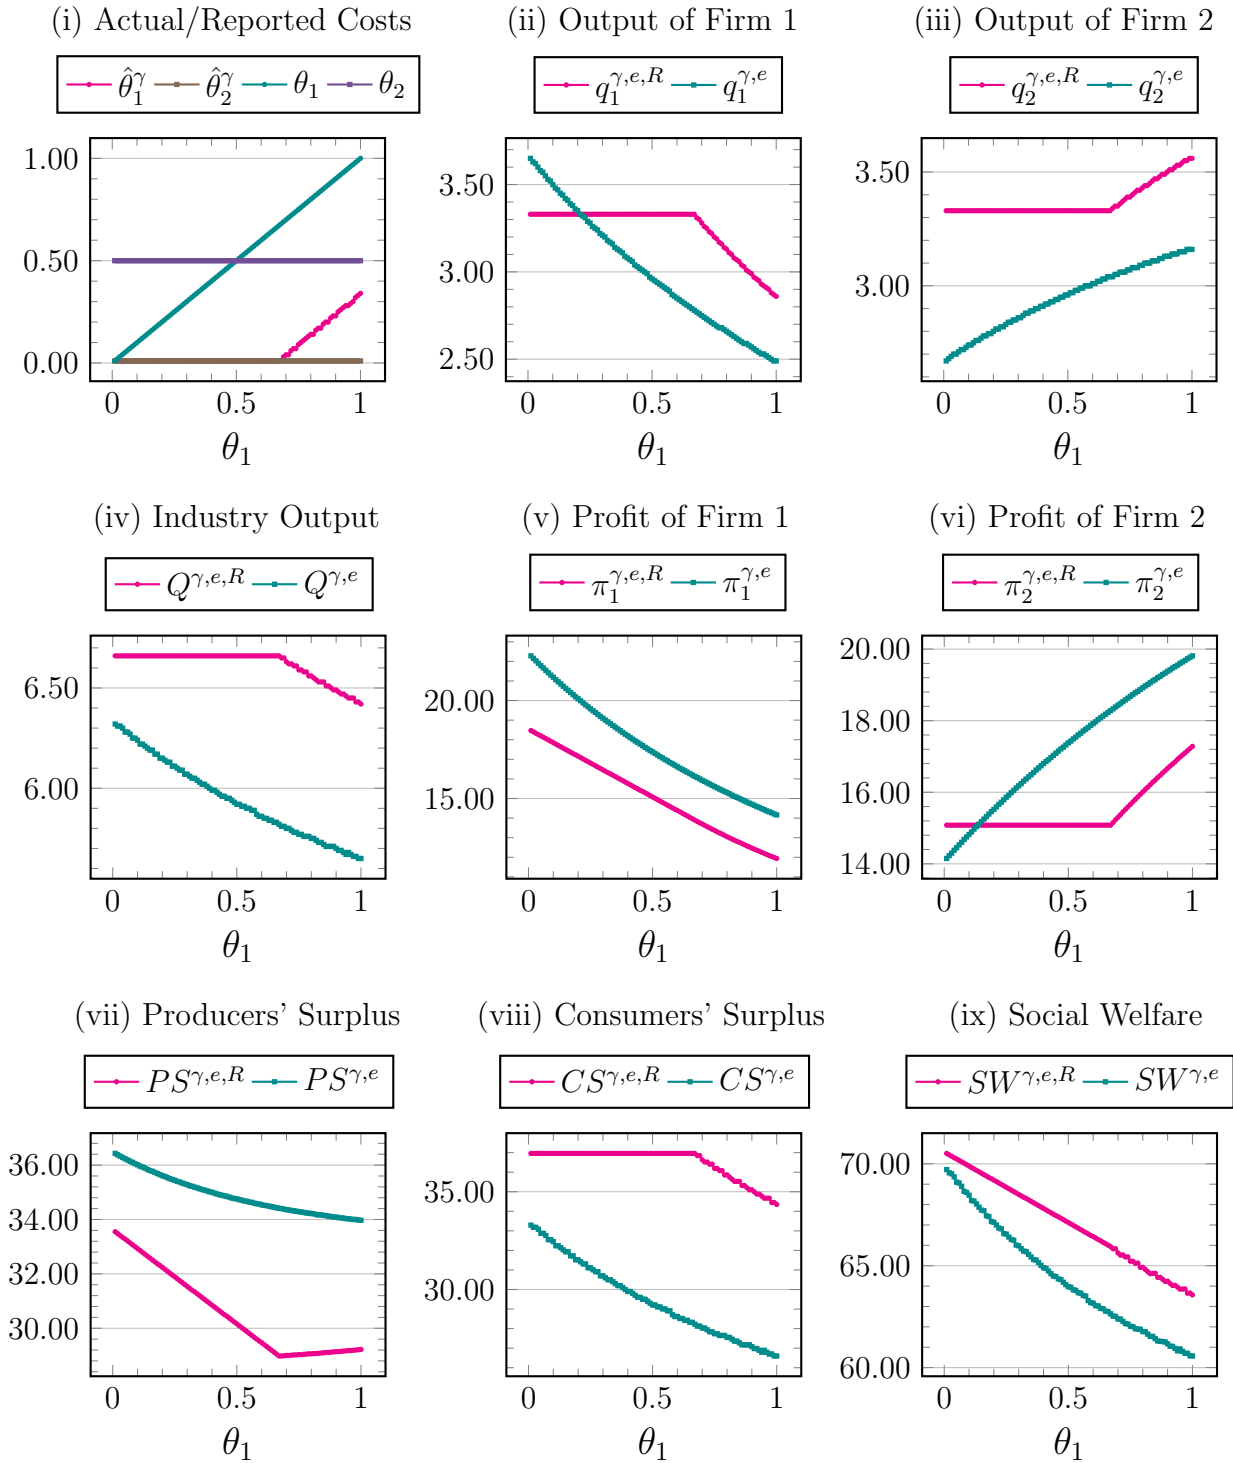 (i) Actual/Reported Costs
(ii) Output of Firm 1
(iii) Output of Firm 2
θ̂₁^γ θ̂₂^γ θ₁ θ₂
q₁^{γ,e,R} q₁^{γ,e}
q₂^{γ,e,R} q₂^{γ,e}
1.00
0.50
0.00
0 0.5 1
θ₁
3.50
3.00
2.50
0 0.5 1
θ₁
3.50
3.00
0 0.5 1
θ₁
(iv) Industry Output
(v) Profit of Firm 1
(vi) Profit of Firm 2
Q^{γ,e,R} Q^{γ,e}
π₁^{γ,e,R} π₁^{γ,e}
π₂^{γ,e,R} π₂^{γ,e}
6.50
6.00
0 0.5 1
θ₁
20.00
15.00
0 0.5 1
θ₁
20.00
18.00
16.00
14.00
0 0.5 1
θ₁
(vii) Producers' Surplus
(viii) Consumers' Surplus
(ix) Social Welfare
PS^{γ,e,R} PS^{γ,e}
CS^{γ,e,R} CS^{γ,e}
SW^{γ,e,R} SW^{γ,e}
36.00
34.00
32.00
30.00
0 0.5 1
θ₁
35.00
30.00
0 0.5 1
θ₁
70.00
65.00
60.00
0 0.5 1
θ₁